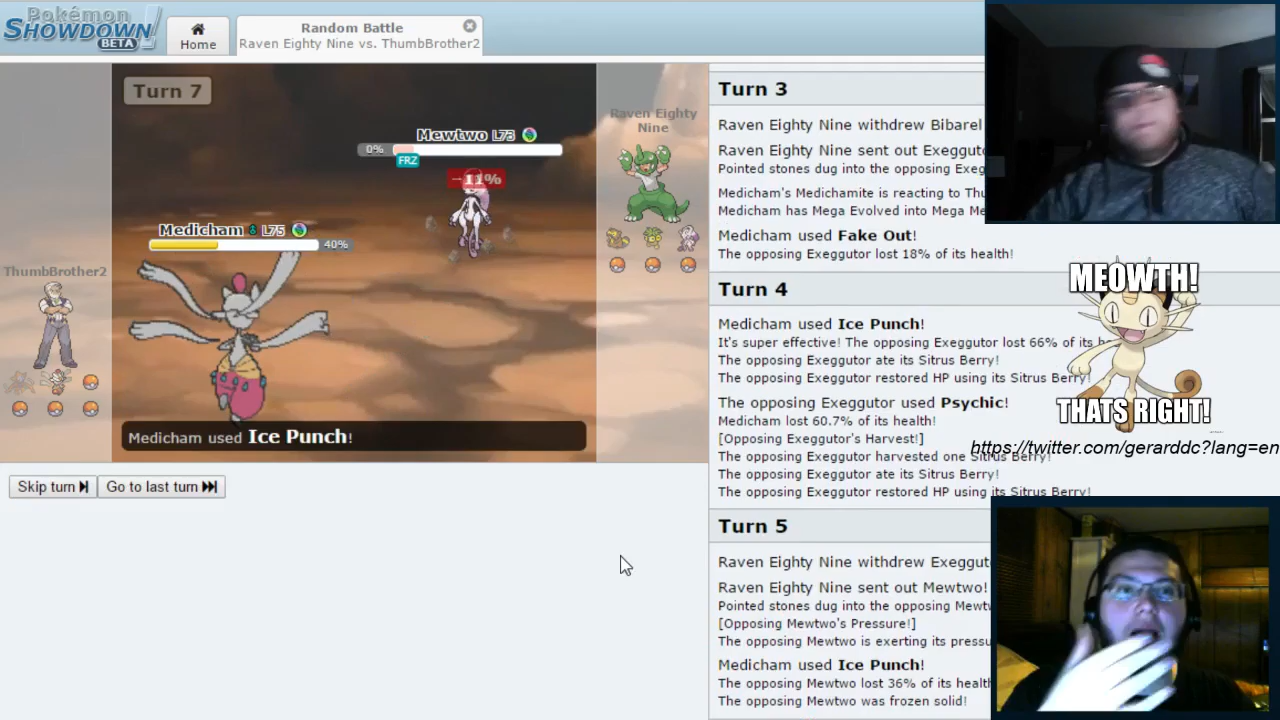 Pokémon
SHOWDOWN!
BETA
Home
Random Battle
Raven Eighty Nine vs. ThumbBrother2
Turn 7
Mewtwo L73
0%
FRZ
−11%
Medicham L75
40%
ThumbBrother2
Raven Eighty
Nine
Medicham used Ice Punch!
Skip turn
Go to last turn
Turn 3
Raven Eighty Nine withdrew Bibarel
Raven Eighty Nine sent out Exeggut
Pointed stones dug into the opposing Exeg
Medicham's Medichamite is reacting to Thu
Medicham has Mega Evolved into Mega Me
Medicham used Fake Out!
The opposing Exeggutor lost 18% of its health!
Turn 4
Medicham used Ice Punch!
It's super effective! The opposing Exeggutor lost 66% of its h
The opposing Exeggutor ate its Sitrus Berry!
The opposing Exeggutor restored HP using its Sitrus Berry!
The opposing Exeggutor used Psychic!
Medicham lost 60.7% of its health!
[Opposing Exeggutor's Harvest!]
The opposing Exeggutor harvested one Sitrus Berry!
The opposing Exeggutor ate its Sitrus Berry!
The opposing Exeggutor restored HP using its Sitrus Berry!
Turn 5
Raven Eighty Nine withdrew Exeggut
Raven Eighty Nine sent out Mewtwo!
Pointed stones dug into the opposing Mewtw
[Opposing Mewtwo's Pressure!]
The opposing Mewtwo is exerting its pressu
Medicham used Ice Punch!
The opposing Mewtwo lost 36% of its health
The opposing Mewtwo was frozen solid!
MEOWTH!
THATS RIGHT!
https://twitter.com/gerarddc?lang=en